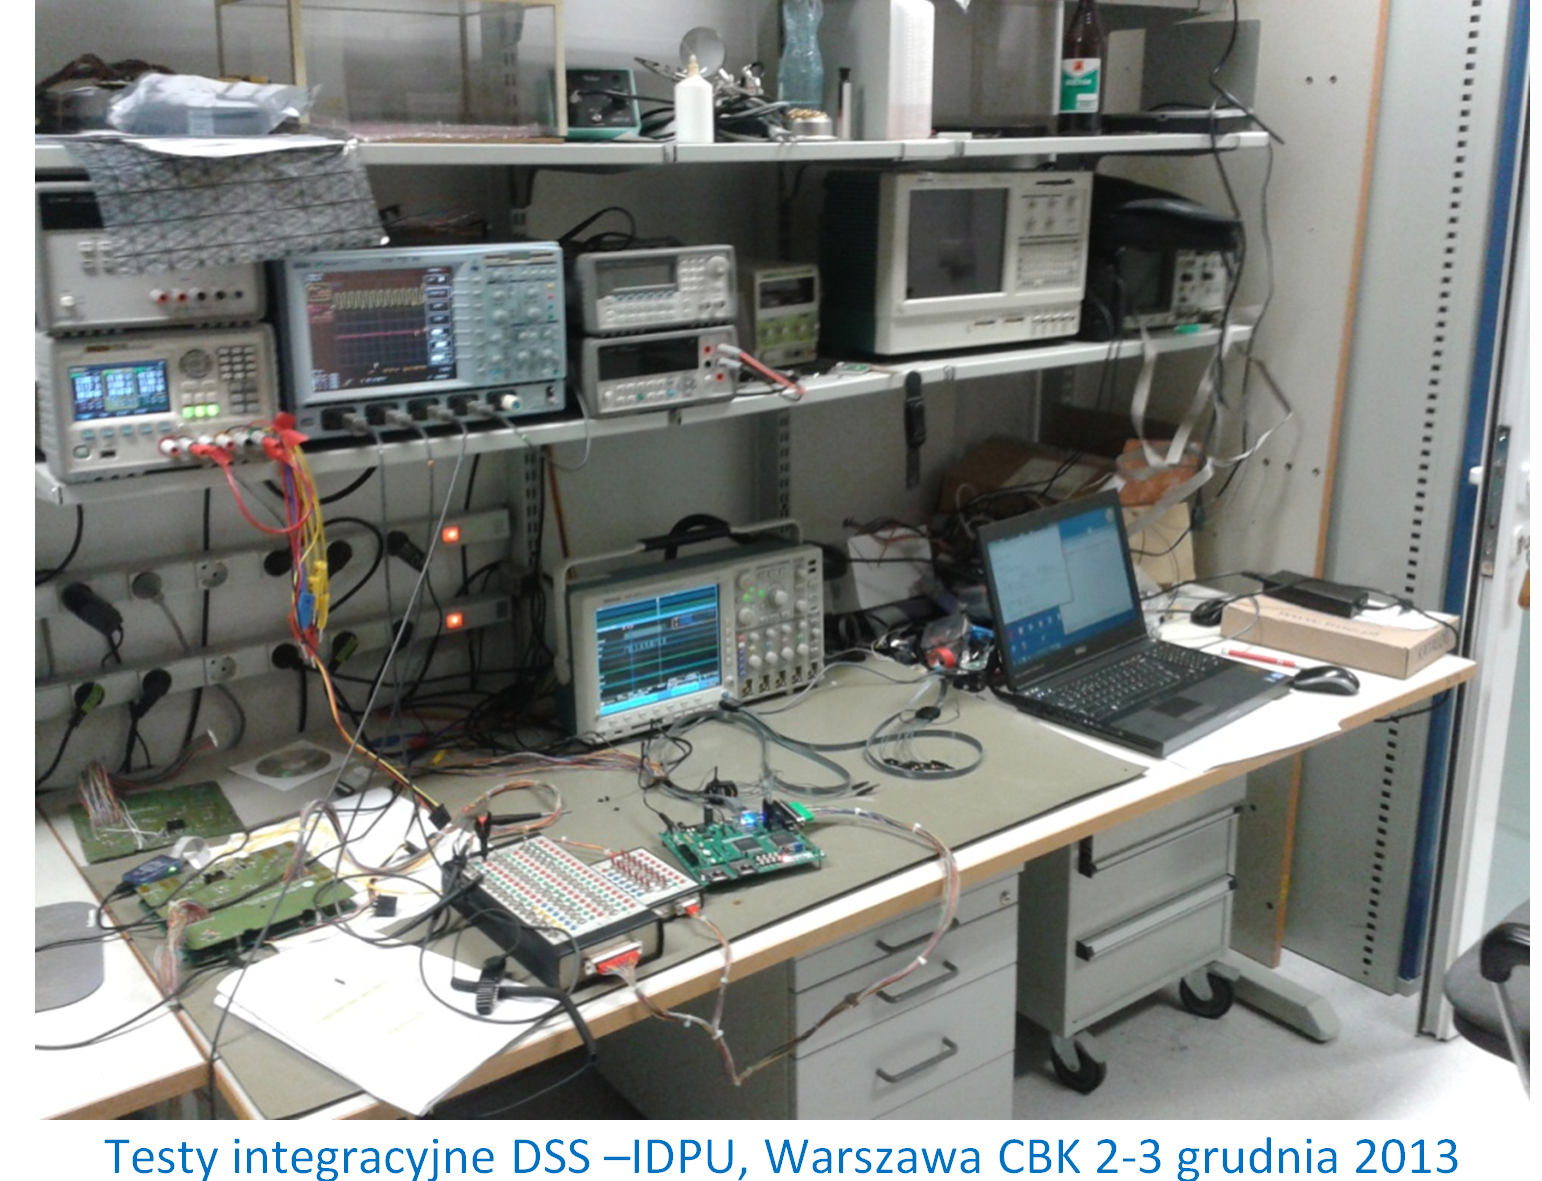 Testy integracyjne DSS –IDPU, Warszawa CBK 2-3 grudnia 2013